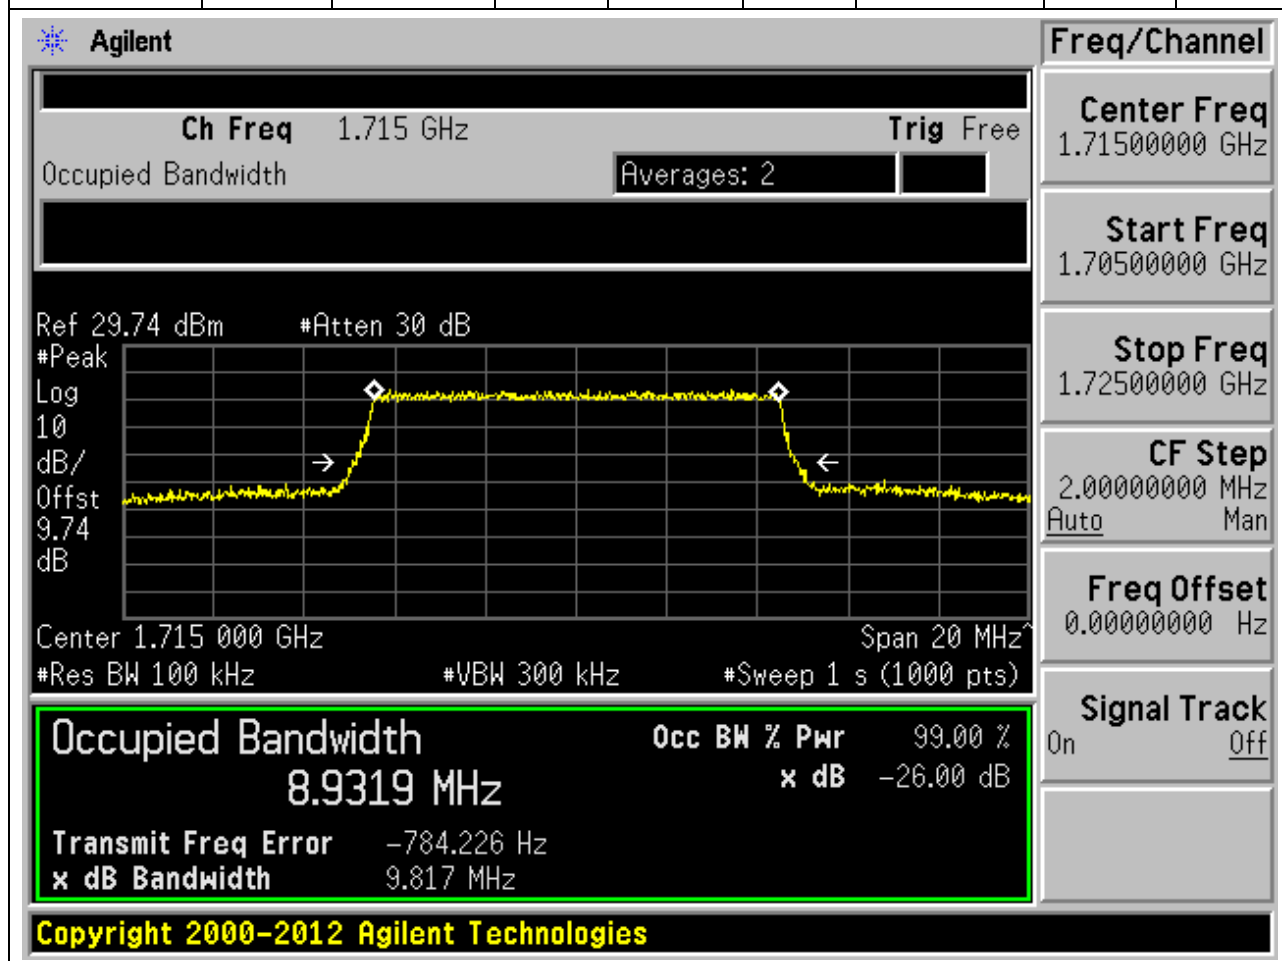 Agilent
Freq/Channel
Ch Freq 1.715 GHz Trig Free
Occupied Bandwidth Averages: 2
Ref 29.74 dBm #Atten 30 dB
#Peak
Log
10
dB/
Offst
9.74
dB
Center 1.715 000 GHz Span 20 MHz^
#Res BW 100 kHz #VBW 300 kHz #Sweep 1 s (1000 pts)
Occupied Bandwidth Occ BW % Pwr 99.00 %
8.9319 MHz x dB -26.00 dB
Transmit Freq Error -784.226 Hz
x dB Bandwidth 9.817 MHz
Copyright 2000-2012 Agilent Technologies
Center Freq
1.71500000 GHz
Start Freq
1.70500000 GHz
Stop Freq
1.72500000 GHz
CF Step
2.00000000 MHz
Auto Man
Freq Offset
0.00000000 Hz
Signal Track
On Off